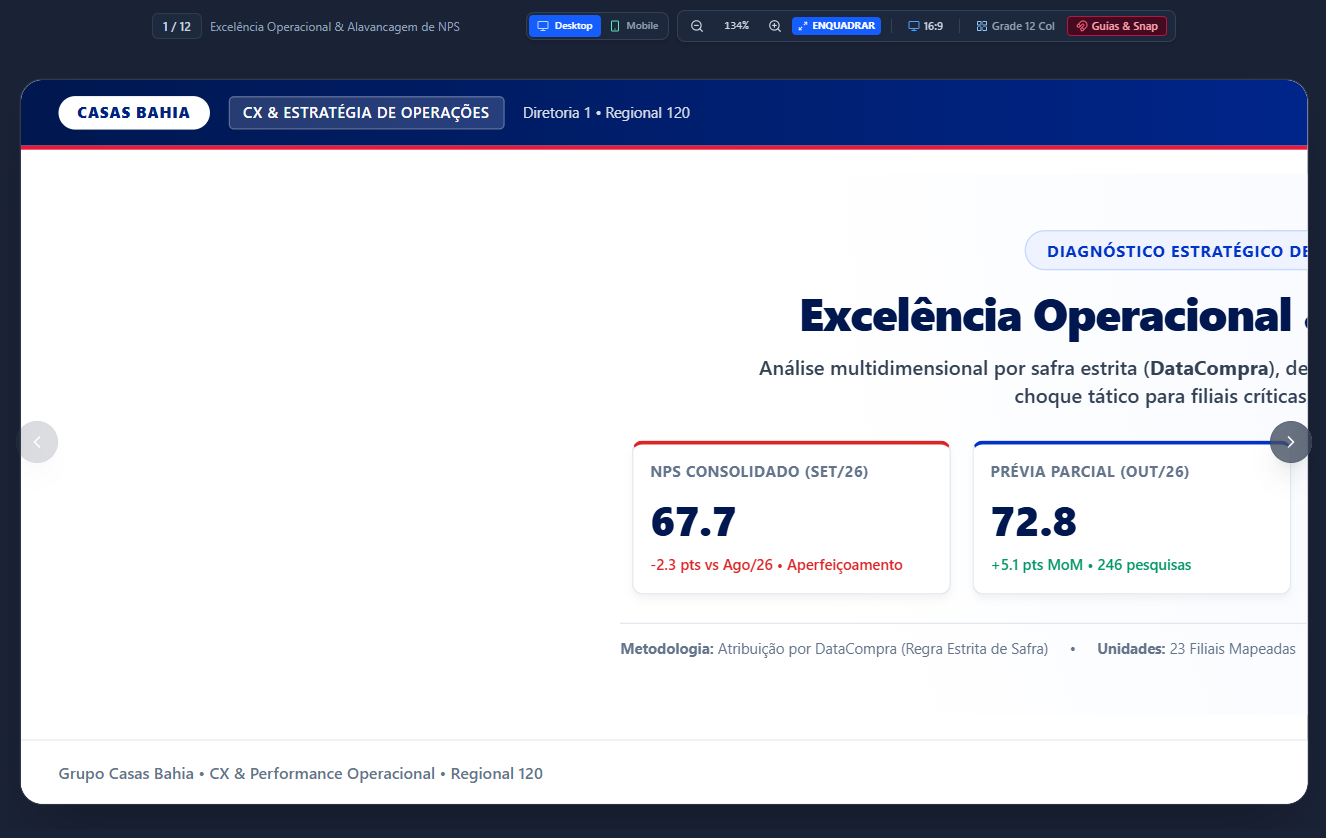 1 / 12 Excelência Operacional & Alavancagem de NPS Desktop Mobile 134% ENQUADRAR 16:9 Grade 12 Col Guias & Snap
CASAS BAHIA CX & ESTRATÉGIA DE OPERAÇÕES Diretoria 1 • Regional 120
DIAGNÓSTICO ESTRATÉGICO DE
Excelência Operacional
Análise multidimensional por safra estrita (DataCompra), de
choque tático para filiais críticas
NPS CONSOLIDADO (SET/26)
67.7
-2.3 pts vs Ago/26 • Aperfeiçoamento
PRÉVIA PARCIAL (OUT/26)
72.8
+5.1 pts MoM • 246 pesquisas
Metodologia: Atribuição por DataCompra (Regra Estrita de Safra) • Unidades: 23 Filiais Mapeadas
Grupo Casas Bahia • CX & Performance Operacional • Regional 120